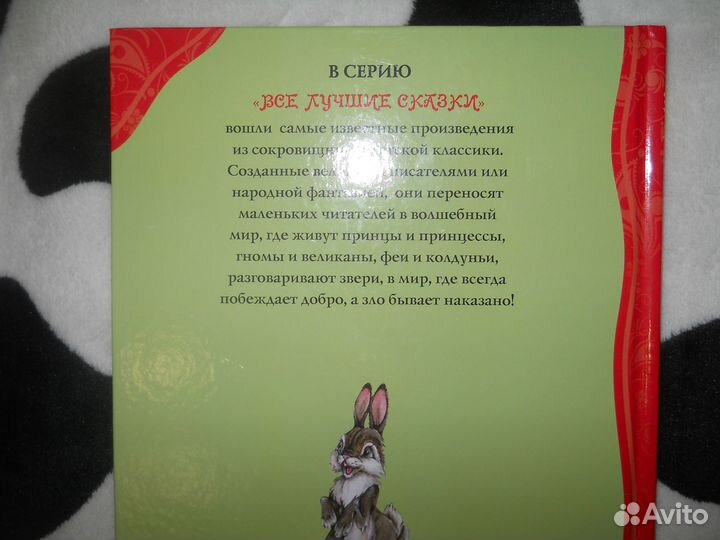 В СЕРИЮ
«ВСЕ ЛУЧШИЕ СКАЗКИ»
вошли самые известные произведения
из сокровищниц классики.
Созданные писателями или
народной фантазией, они переносят
маленьких читателей в волшебный
мир, где живут принцы и принцессы,
гномы и великаны, феи и колдуньи,
разговаривают звери, в мир, где всегда
побеждает добро, а зло бывает наказано!
Avito